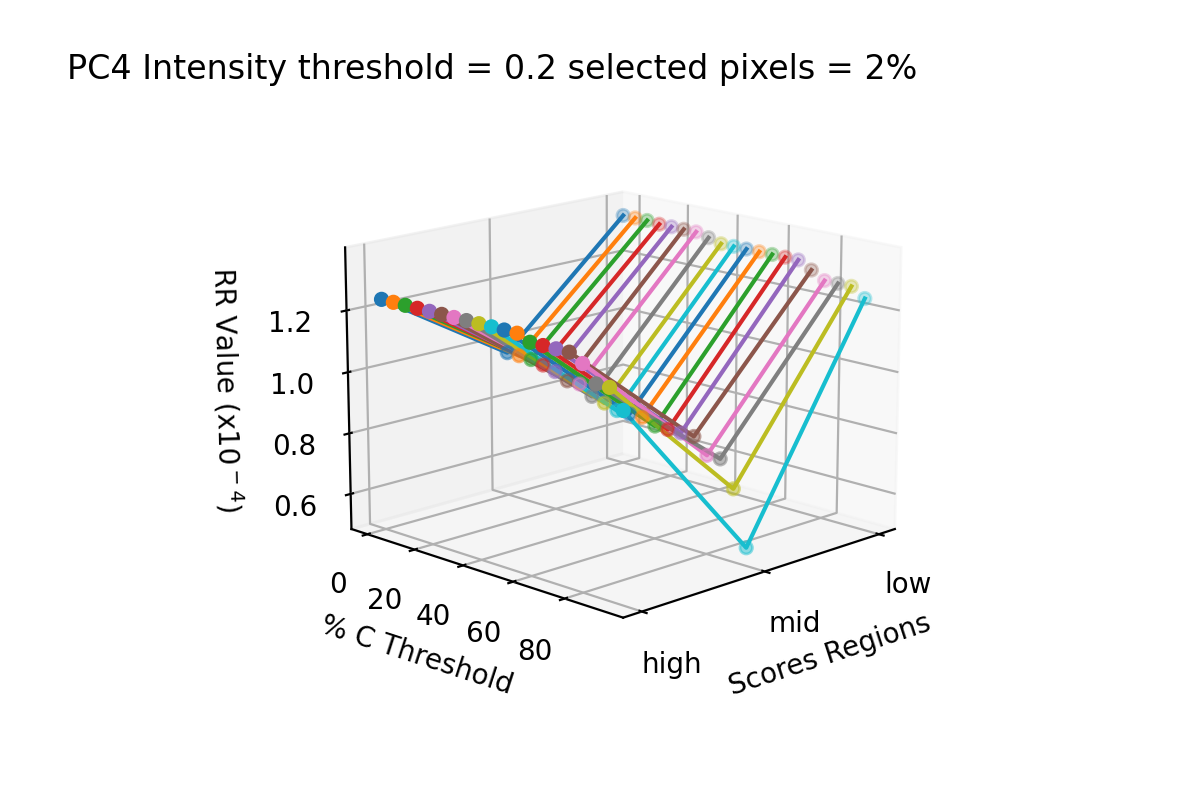 PC4 Intensity threshold = 0.2 selected pixels = 2%
RR Value (x10⁻⁴)
1.2
1.0
0.8
0.6
0
20
40
60
80
% C Threshold
high
mid
low
Scores Regions